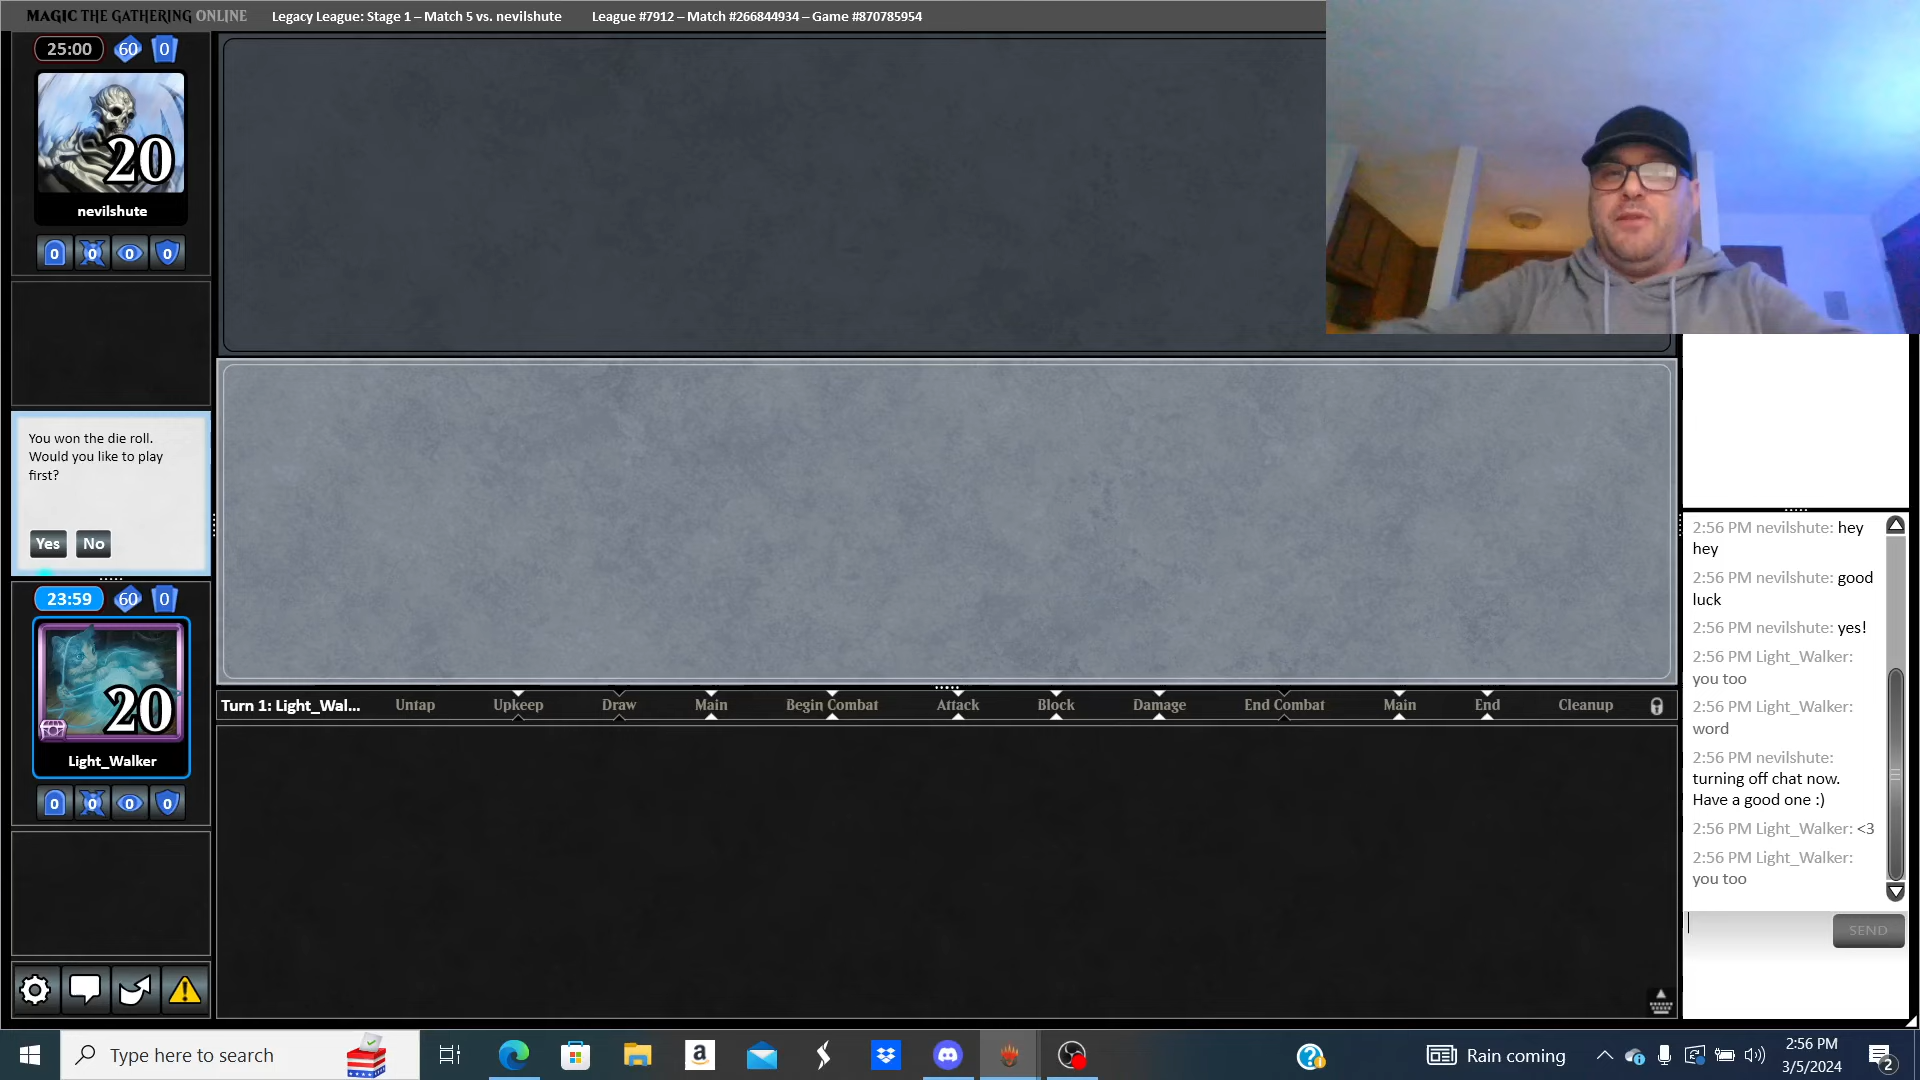 MAGIC THE GATHERING ONLINE
Legacy League: Stage 1 – Match 5 vs. nevilshute
League #7912 – Match #266844934 – Game #870785954
25:00
60
0
20
nevilshute
0
0
0
0
You won the die roll.
Would you like to play
first?
Yes
No
23:59
60
0
20
Light_Walker
0
0
0
0
Turn 1: Light_Wal...
Untap
Upkeep
Draw
Main
Begin Combat
Attack
Block
Damage
End Combat
Main
End
Cleanup
2:56 PM nevilshute: hey
hey
2:56 PM nevilshute: good
luck
2:56 PM nevilshute: yes!
2:56 PM Light_Walker:
you too
2:56 PM Light_Walker:
word
2:56 PM nevilshute:
turning off chat now.
Have a good one :)
2:56 PM Light_Walker: <3
2:56 PM Light_Walker:
you too
SEND
Type here to search
Rain coming
2:56 PM
3/5/2024
2